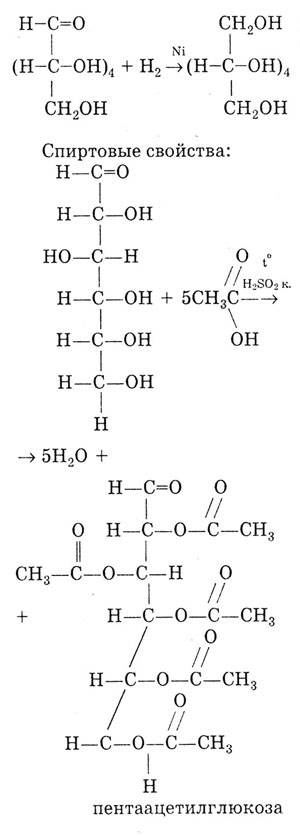 H—C=O CH₂OH
(H—C—OH)₄ + H₂ →Ni (H—C—OH)₄
CH₂OH CH₂OH
Спиртовые свойства:
H—C=O
H—C—OH
HO—C—H
H—C—OH + 5CH₃C(=O)OH t° H₂SO₂ к. →
H—C—OH
H—C—OH
H
→ 5H₂O +
H—C=O O
H—C—O—C—CH₃
O
CH₃—C—O—C—H O
+ H—C—O—C—CH₃
O
H—C—O—C—CH₃
O
H—C—O—C—CH₃
H
пентаацетилглюкоза